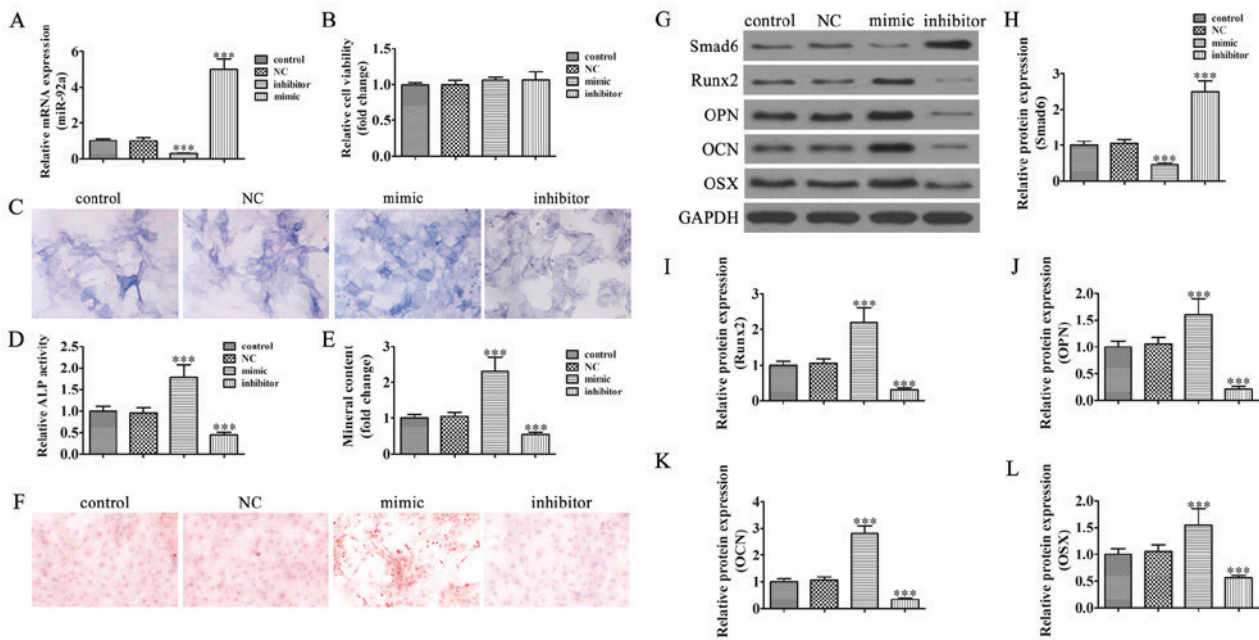 A
Relative mRNA expression
(miR-92a)
6
4
2
0
***
***
control
NC
inhibitor
mimic
B
Relative cell viability
(fold change)
1.5
1.0
0.5
0.0
control
NC
mimic
inhibitor
C
control NC mimic inhibitor
D
Relative ALP activity
2.5
2.0
1.5
1.0
0.5
0.0
***
***
control
NC
mimic
inhibitor
E
Mineral content
(fold change)
3
2
1
0
***
***
control
NC
mimic
inhibitor
F
control NC mimic inhibitor
G
control NC mimic inhibitor
Smad6
Runx2
OPN
OCN
OSX
GAPDH
H
Relative protein expression
(Smad6)
3
2
1
0
***
***
control
NC
mimic
inhibitor
I
Relative protein expression
(Runx2)
3
2
1
0
***
***
J
Relative protein expression
(OPN)
2.0
1.5
1.0
0.5
0.0
***
***
K
Relative protein expression
(OCN)
4
3
2
1
0
***
***
L
Relative protein expression
(OSX)
2.0
1.5
1.0
0.5
0.0
***
***